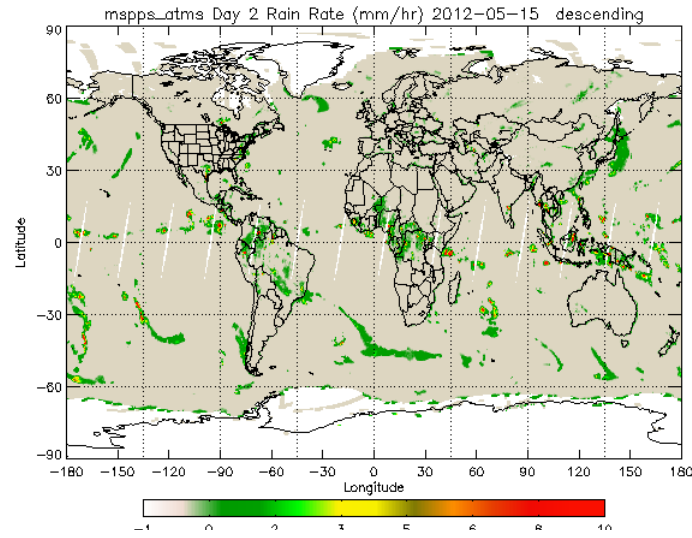 mspps_atms Day 2 Rain Rate (mm/hr) 2012-05-15 descending
90
60
30
0
−30
−60
−90
Latitude
−180 −150 −120 −90 −60 −30 0 30 60 90 120 150 180
Longitude
−1 0 2 3 5 6 8 10